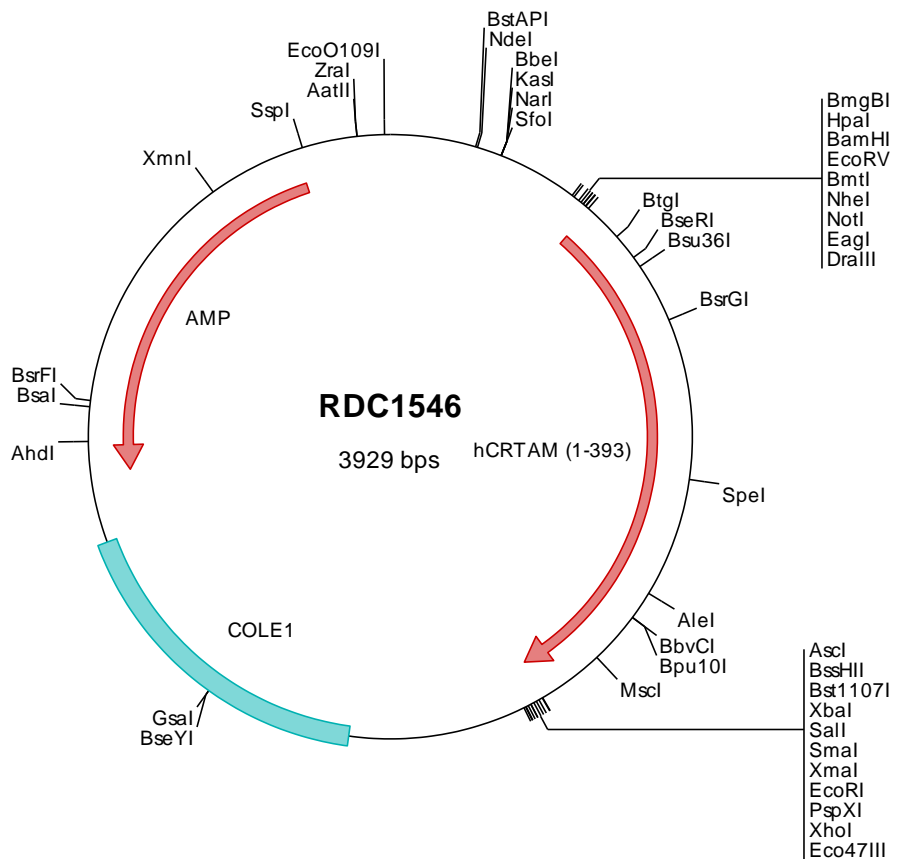 BstAPI
NdeI
BbeI
KasI
NarI
SfoI
EcoO109I
ZraI
AatII
SspI
XmnI
BmgBI
HpaI
BamHI
EcoRV
BmtI
NheI
NotI
EagI
DraIII
BtgI
BseRI
Bsu36I
BsrGI
AMP
BsrFI
BsaI
AhdI
RDC1546
3929 bps
hCRTAM (1-393)
SpeI
COLE1
AleI
BbvCI
Bpu10I
MscI
GsaI
BseYI
AscI
BssHII
Bst1107I
XbaI
SalI
SmaI
XmaI
EcoRI
PspXI
XhoI
Eco47III